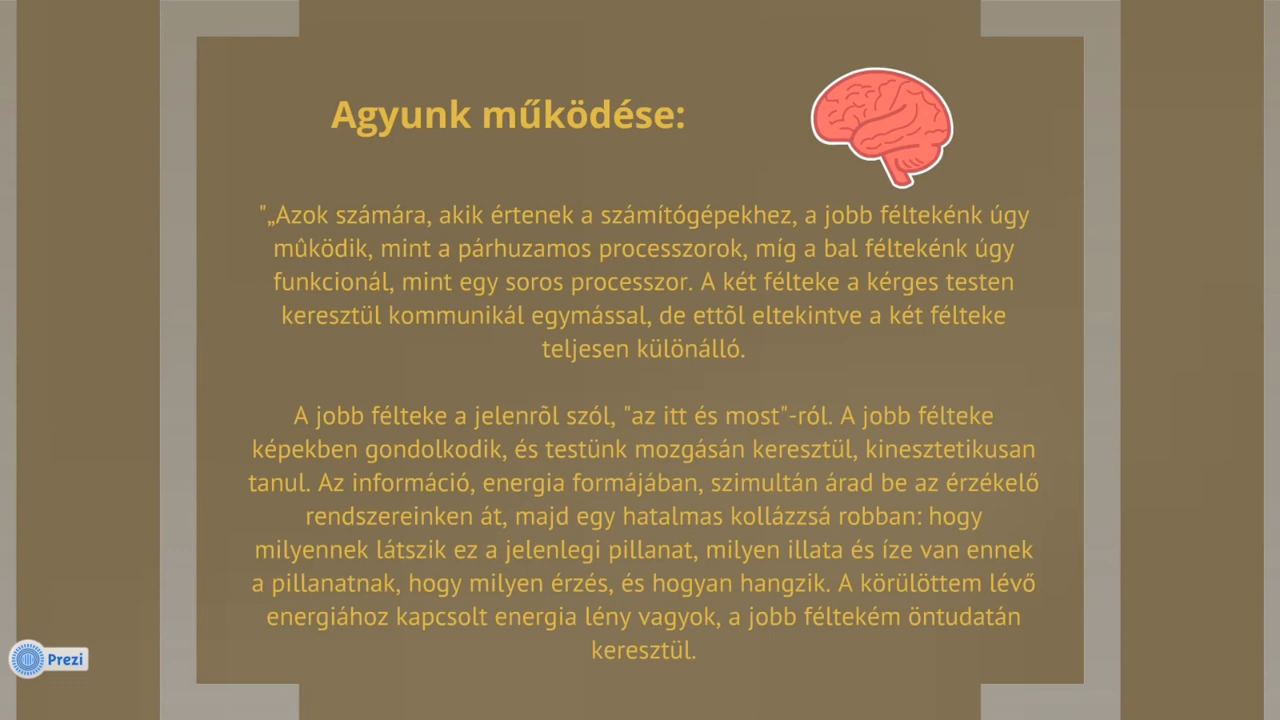 Agyunk működése:
"„Azok számára, akik értenek a számítógépekhez, a jobb féltekénk úgy
mûködik, mint a párhuzamos processzorok, míg a bal féltekénk úgy
funkcionál, mint egy soros processzor. A két félteke a kérges testen
keresztül kommunikál egymással, de ettõl eltekintve a két félteke
teljesen különálló.
A jobb félteke a jelenrõl szól, "az itt és most"-ról. A jobb félteke
képekben gondolkodik, és testünk mozgásán keresztül, kinesztetikusan
tanul. Az információ, energia formájában, szimultán árad be az érzékelő
rendszereinken át, majd egy hatalmas kollázzsá robban: hogy
milyennek látszik ez a jelenlegi pillanat, milyen illata és íze van ennek
a pillanatnak, hogy milyen érzés, és hogyan hangzik. A körülöttem lévő
energiához kapcsolt energia lény vagyok, a jobb féltekém öntudatán
keresztül.
Prezi